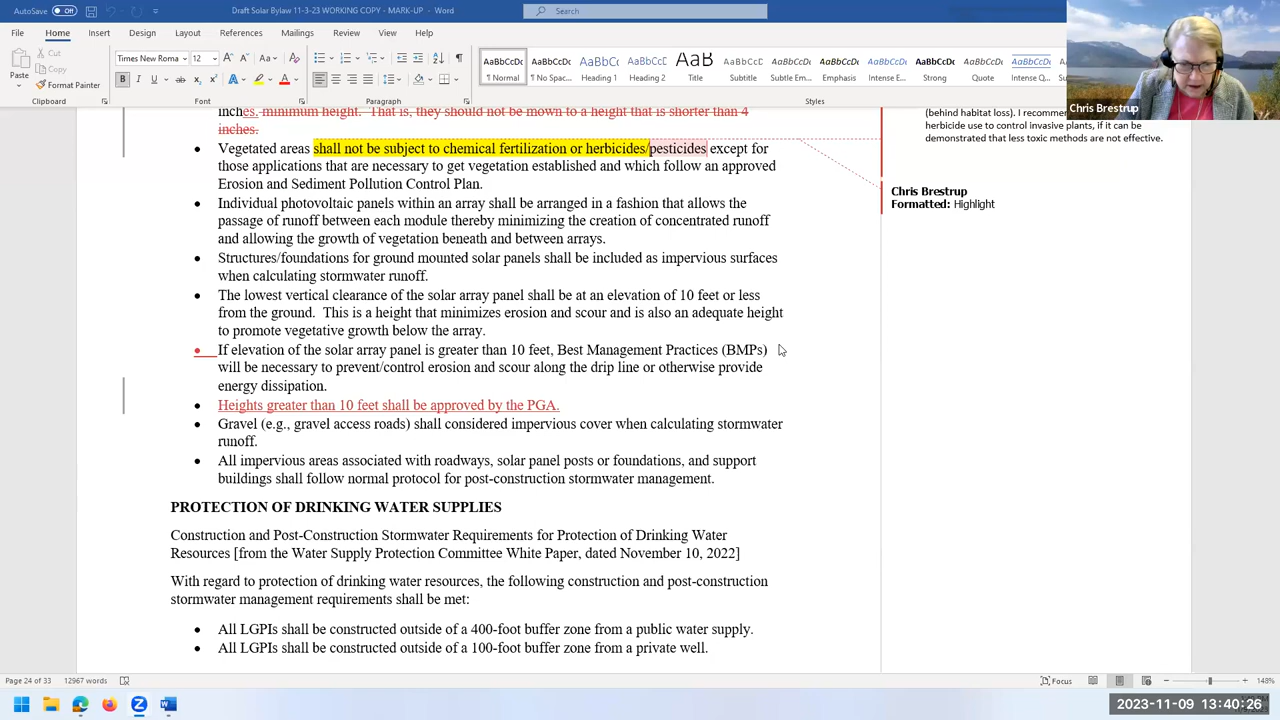 AutoSave Off
Draft Solar Bylaw 11-3-23 WORKING COPY - MARK-UP - Word
Search
File Home Insert Design Layout References Mailings Review View Help
Paste
Cut
Copy
Format Painter
Clipboard
Times New Roma 12
Font
Paragraph
AaBbCcDc AaBbCcDc AaBbC AaBbCc AaB AaBbCcD AaBbCcDc AaBbCcDc AaBbCcDc AaBbCcDc AaBbCcDc AaBbCcDc
¶ Normal ¶ No Spac... Heading 1 Heading 2 Title Subtitle Subtle Em... Emphasis Intense E... Strong Quote Intense Q...
Styles
Chris Brestrup
inches. minimum height. That is, they should not be mown to a height that is shorter than 4
inches.
• Vegetated areas shall not be subject to chemical fertilization or herbicides/pesticides except for
those applications that are necessary to get vegetation established and which follow an approved
Erosion and Sediment Pollution Control Plan.
• Individual photovoltaic panels within an array shall be arranged in a fashion that allows the
passage of runoff between each module thereby minimizing the creation of concentrated runoff
and allowing the growth of vegetation beneath and between arrays.
• Structures/foundations for ground mounted solar panels shall be included as impervious surfaces
when calculating stormwater runoff.
• The lowest vertical clearance of the solar array panel shall be at an elevation of 10 feet or less
from the ground. This is a height that minimizes erosion and scour and is also an adequate height
to promote vegetative growth below the array.
• If elevation of the solar array panel is greater than 10 feet, Best Management Practices (BMPs)
will be necessary to prevent/control erosion and scour along the drip line or otherwise provide
energy dissipation.
• Heights greater than 10 feet shall be approved by the PGA.
• Gravel (e.g., gravel access roads) shall considered impervious cover when calculating stormwater
runoff.
• All impervious areas associated with roadways, solar panel posts or foundations, and support
buildings shall follow normal protocol for post-construction stormwater management.
PROTECTION OF DRINKING WATER SUPPLIES
Construction and Post-Construction Stormwater Requirements for Protection of Drinking Water
Resources [from the Water Supply Protection Committee White Paper, dated November 10, 2022]
With regard to protection of drinking water resources, the following construction and post-construction
stormwater management requirements shall be met:
• All LGPIs shall be constructed outside of a 400-foot buffer zone from a public water supply.
• All LGPIs shall be constructed outside of a 100-foot buffer zone from a private well.
(behind habitat loss). I recommend
herbicide use to control invasive plants, if it can be
demonstrated that less toxic methods are not effective.
Chris Brestrup
Formatted: Highlight
Page 24 of 33 12967 words
Focus
148%
2023-11-09 13:40:26